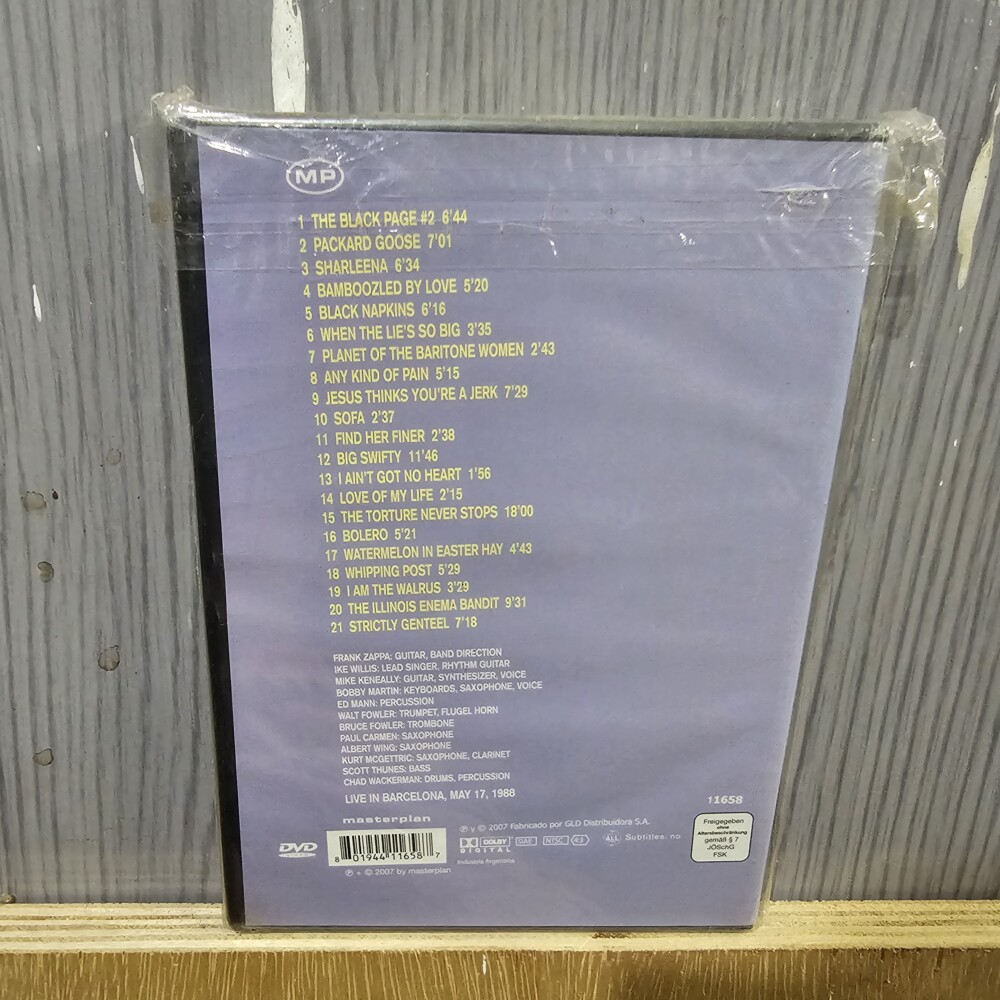 MP
1 THE BLACK PAGE #2 6'44
2 PACKARD GOOSE 7'01
3 SHARLEENA 6'34
4 BAMBOOZLED BY LOVE 5'20
5 BLACK NAPKINS 6'16
6 WHEN THE LIE'S SO BIG 3'35
7 PLANET OF THE BARITONE WOMEN 2'43
8 ANY KIND OF PAIN 5'15
9 JESUS THINKS YOU'RE A JERK 7'29
10 SOFA 2'37
11 FIND HER FINER 2'38
12 BIG SWIFTY 11'46
13 I AIN'T GOT NO HEART 1'56
14 LOVE OF MY LIFE 2'15
15 THE TORTURE NEVER STOPS 18'00
16 BOLERO 5'21
17 WATERMELON IN EASTER HAY 4'43
18 WHIPPING POST 5'29
19 I AM THE WALRUS 3'29
20 THE ILLINOIS ENEMA BANDIT 9'31
21 STRICTLY GENTEEL 7'18
FRANK ZAPPA: GUITAR, BAND DIRECTION
IKE WILLIS: LEAD SINGER, RHYTHM GUITAR
MIKE KENEALLY: GUITAR, SYNTHESIZER, VOICE
BOBBY MARTIN: KEYBOARDS, SAXOPHONE, VOICE
ED MANN: PERCUSSION
WALT FOWLER: TRUMPET, FLUGEL HORN
BRUCE FOWLER: TROMBONE
PAUL CARMEN: SAXOPHONE
ALBERT WING: SAXOPHONE
KURT MCGETTRIC: SAXOPHONE, CLARINET
SCOTT THUNES: BASS
CHAD WACKERMAN: DRUMS, PERCUSSION
LIVE IN BARCELONA, MAY 17, 1988
11658
masterplan
℗ y © 2007 Fabricado por GLD Distribuidora S.A.
DVD
VIDEO
8 01944 11658 7
DOLBY
DIGITAL
NTSC
4:3
ALL
Subtitles: no
Industria Argentina
℗ + © 2007 by masterplan
Freigegeben
ohne
Altersbeschränkung
gemäß § 7
JÖSchG
FSK